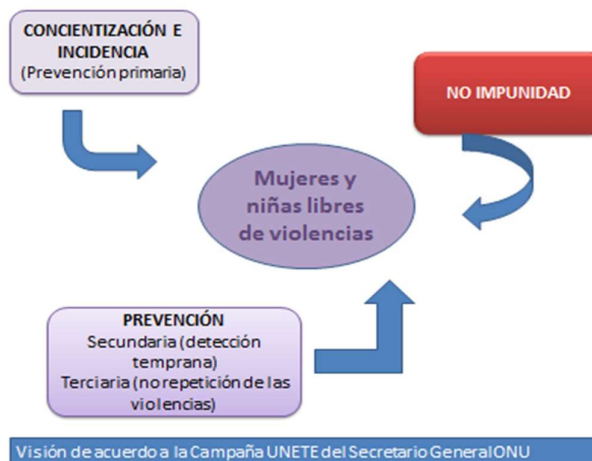 CONCIENTIZACIÓN E
INCIDENCIA
(Prevención primaria)
NO IMPUNIDAD
Mujeres y
niñas libres
de violencias
PREVENCIÓN
Secundaria (detección
temprana)
Terciaria (no repetición de las
violencias)
Visión de acuerdo a la Campaña UNETE del Secretario General ONU